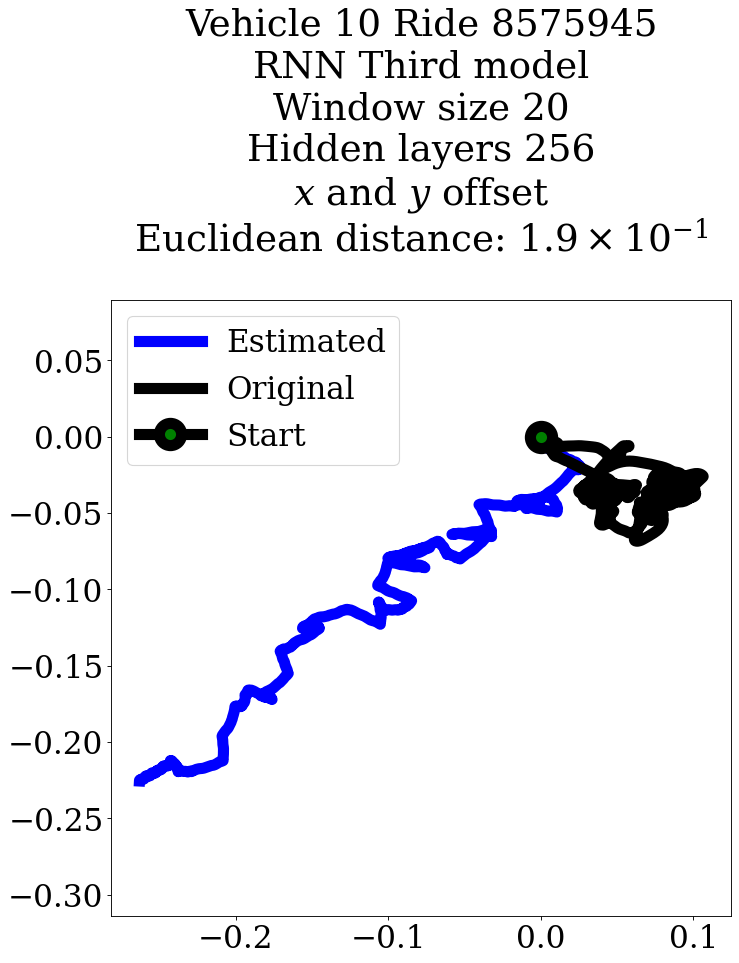 Vehicle 10 Ride 8575945
RNN Third model
Window size 20
Hidden layers 256
x and y offset
Euclidean distance: 1.9 × 10⁻¹
Estimated
Original
Start
0.05
0.00
−0.05
−0.10
−0.15
−0.20
−0.25
−0.30
−0.2 −0.1 0.0 0.1